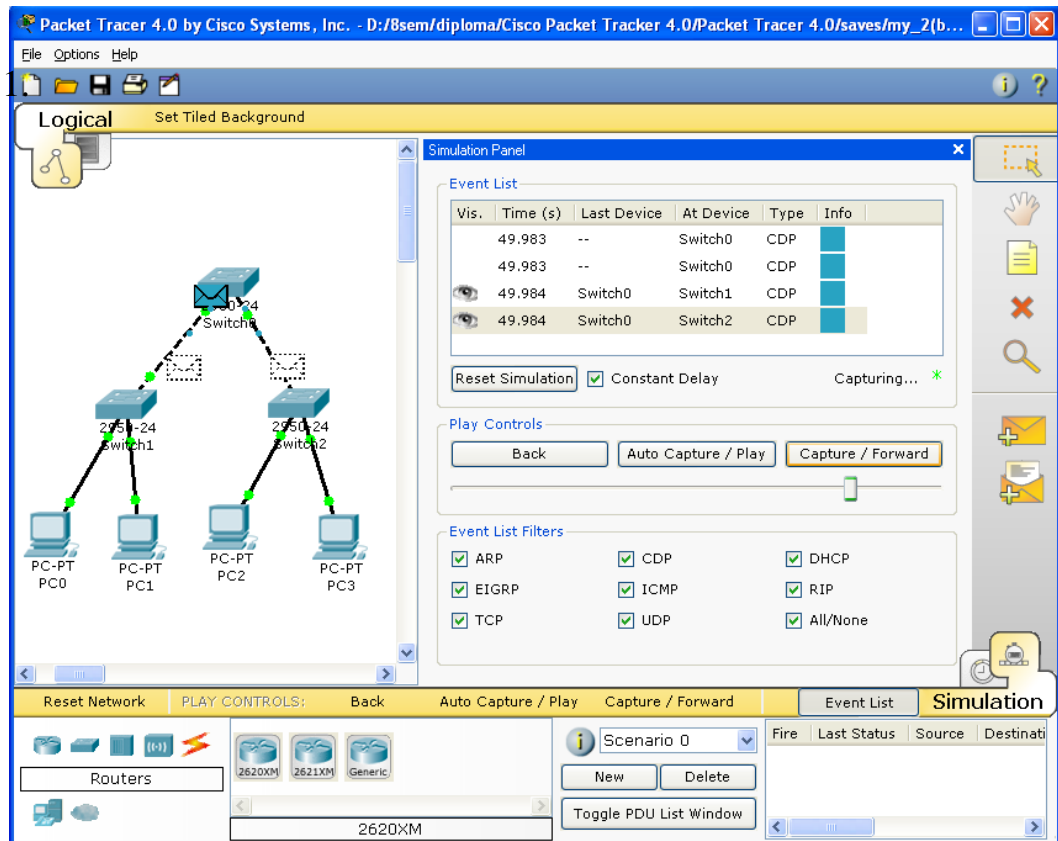 Packet Tracer 4.0 by Cisco Systems, Inc. - D:/8sem/diploma/Cisco Packet Tracker 4.0/Packet Tracer 4.0/saves/my_2(b...
File Options Help
1.
Logical Set Tiled Background
Simulation Panel
Event List
Vis. Time (s) Last Device At Device Type Info
49.983 -- Switch0 CDP
49.983 -- Switch0 CDP
49.984 Switch0 Switch1 CDP
49.984 Switch0 Switch2 CDP
Reset Simulation Constant Delay Capturing... *
Play Controls
Back Auto Capture / Play Capture / Forward
Event List Filters
ARP CDP DHCP
EIGRP ICMP RIP
TCP UDP All/None
2950-24
Switch0
2950-24
Switch1
2950-24
Switch2
PC-PT
PC0
PC-PT
PC1
PC-PT
PC2
PC-PT
PC3
Reset Network PLAY CONTROLS: Back Auto Capture / Play Capture / Forward Event List Simulation
Routers
2620XM 2621XM Generic
2620XM
Scenario 0
New Delete
Toggle PDU List Window
Fire Last Status Source Destinati